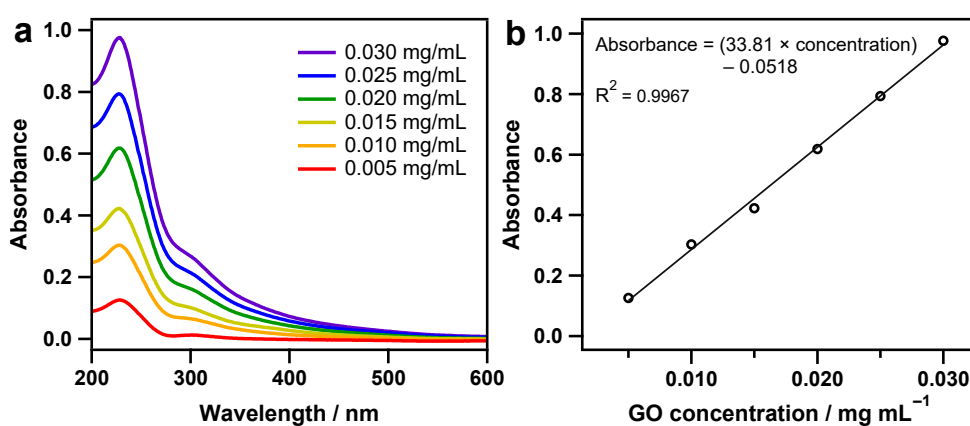 a
1.0
0.8
0.6
0.4
0.2
0.0
Absorbance
0.030 mg/mL
0.025 mg/mL
0.020 mg/mL
0.015 mg/mL
0.010 mg/mL
0.005 mg/mL
200 300 400 500 600
Wavelength / nm
b
1.0
0.8
0.6
0.4
0.2
0.0
Absorbance
Absorbance = (33.81 × concentration)
– 0.0518
R² = 0.9967
0.010 0.020 0.030
GO concentration / mg mL⁻¹